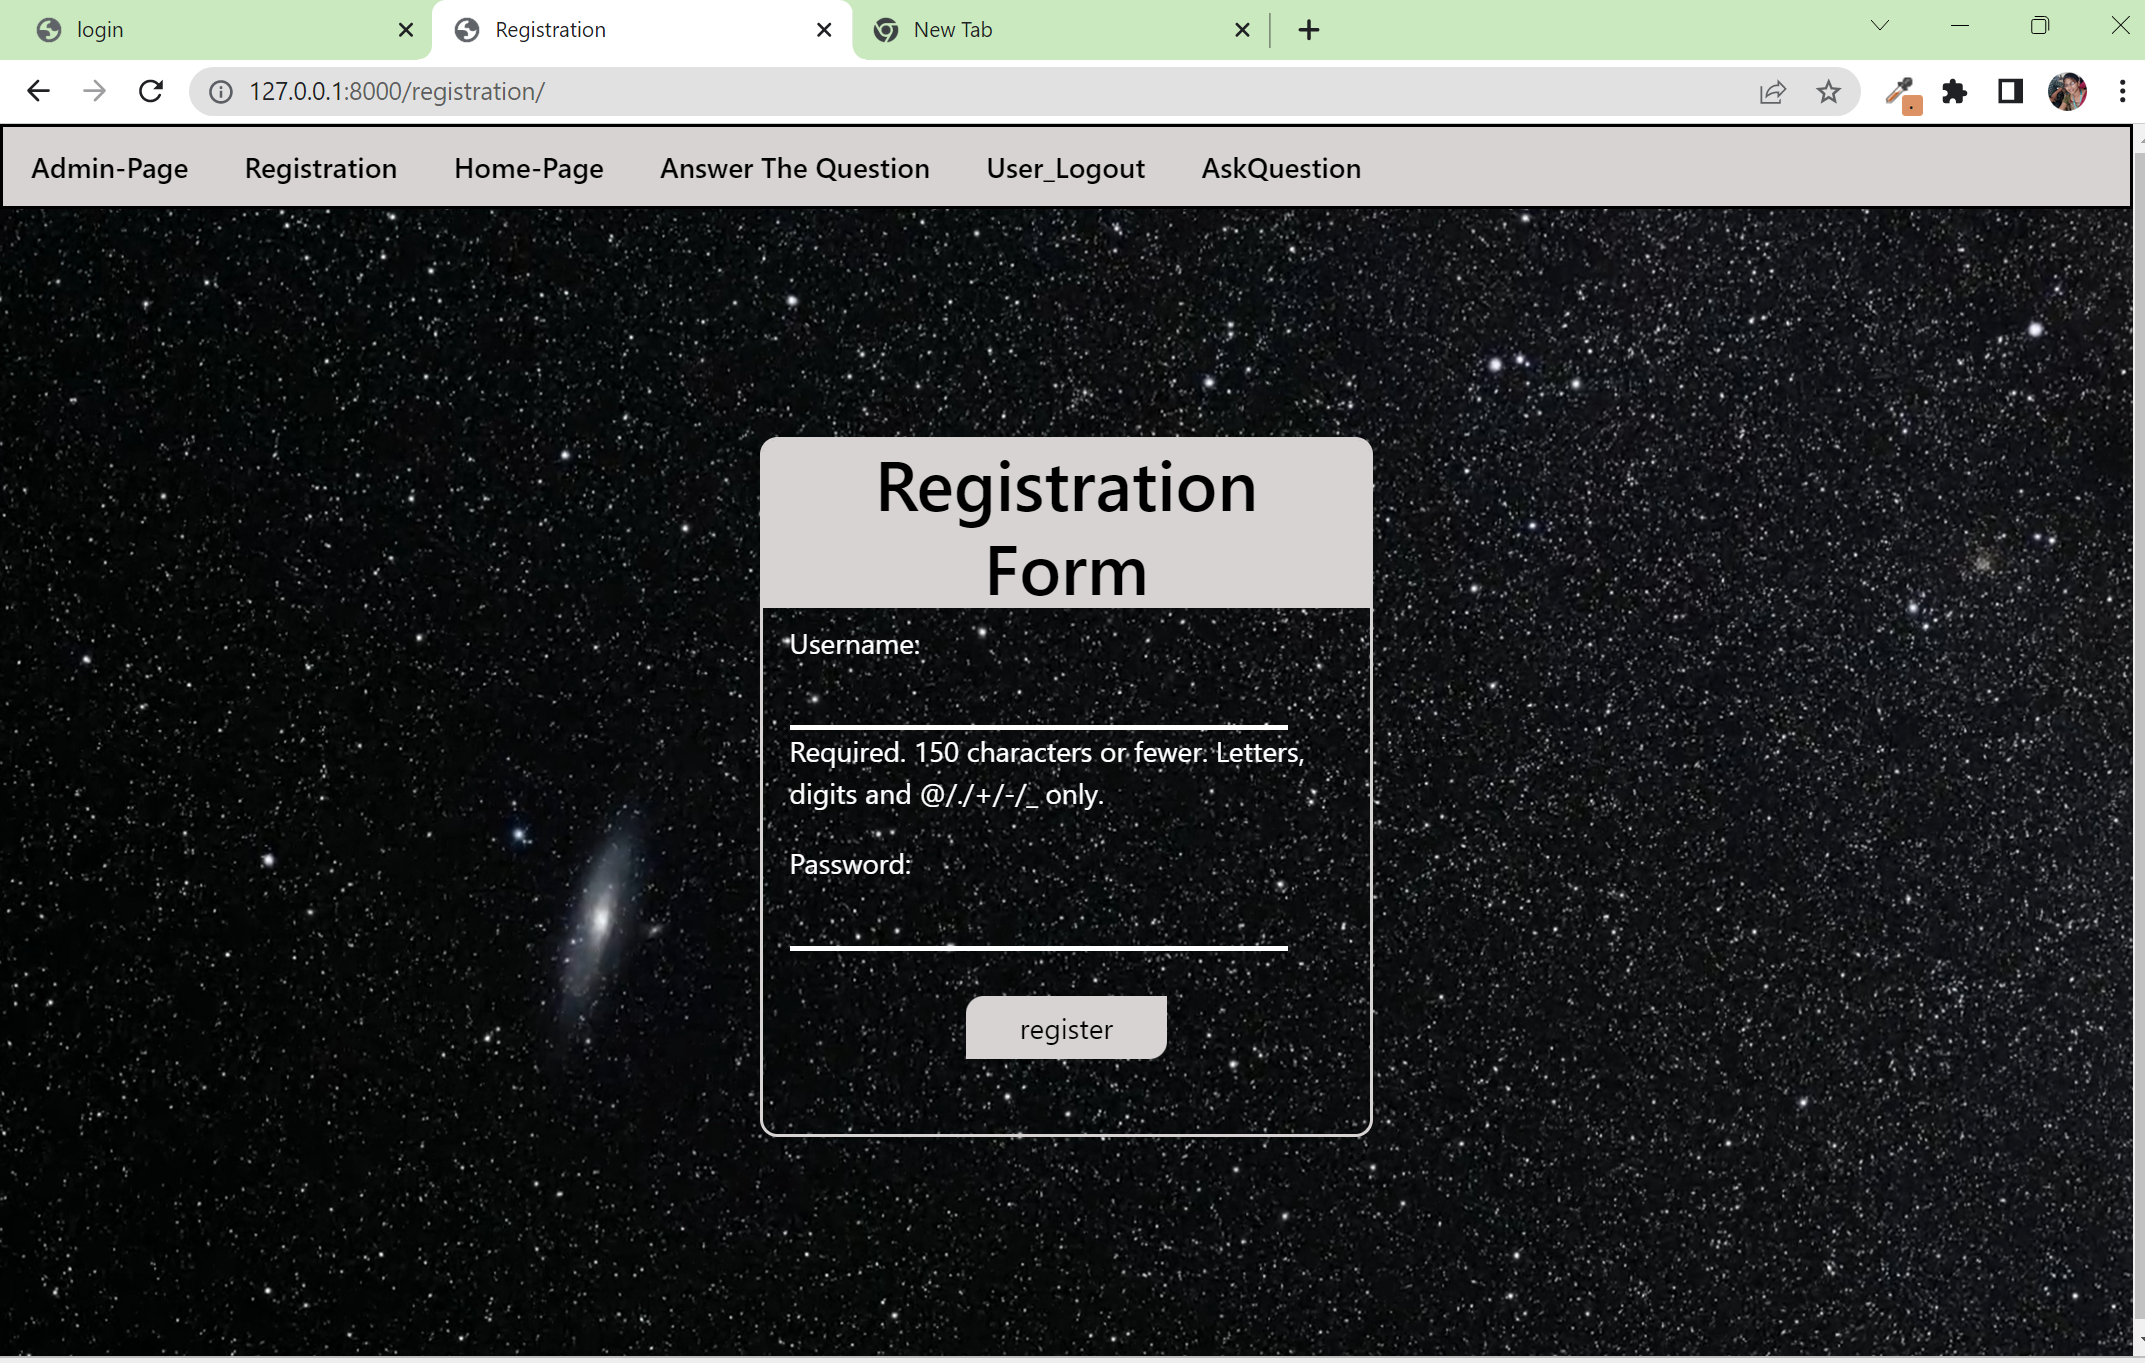 login
Registration
New Tab
127.0.0.1:8000/registration/
Admin-Page Registration Home-Page Answer The Question User_Logout AskQuestion
Registration
Form
Username:
Required. 150 characters or fewer. Letters,
digits and @/./+/-/_ only.
Password:
register